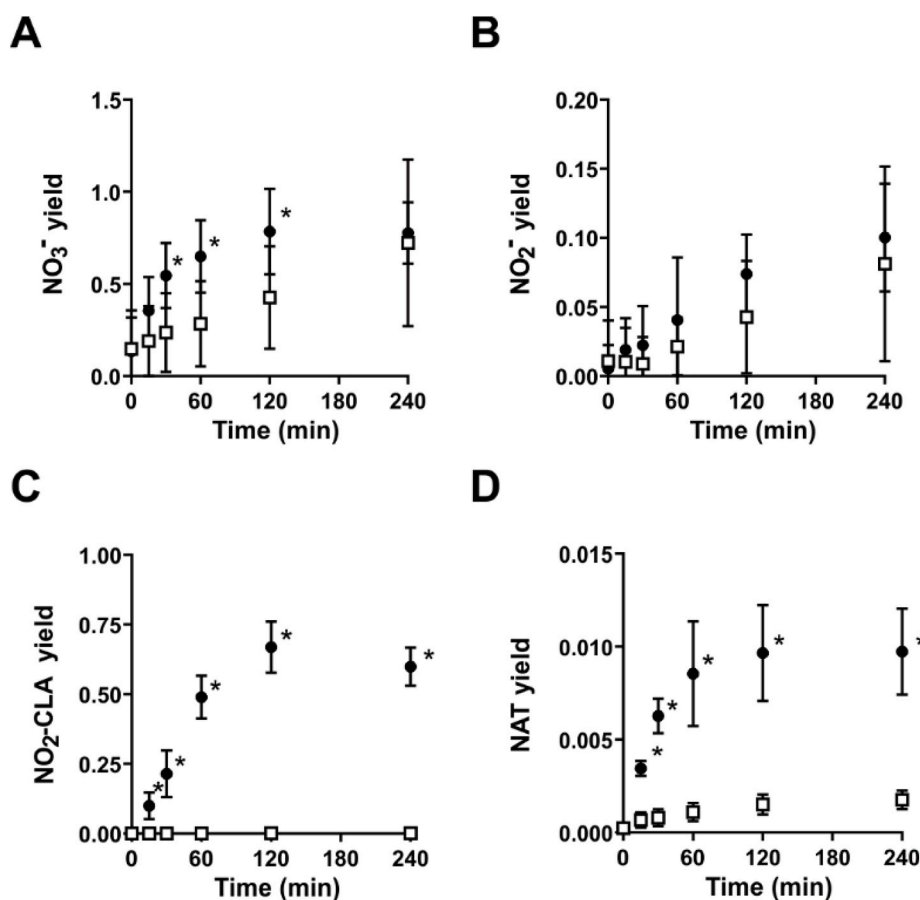 A
NO₃⁻ yield
1.5
1.0
0.5
0.0
* * *
0 60 120 180 240
Time (min)
B
NO₂⁻ yield
0.20
0.15
0.10
0.05
0.00
0 60 120 180 240
Time (min)
C
NO₂-CLA yield
1.00
0.75
0.50
0.25
0.00
* * * * *
0 60 120 180 240
Time (min)
D
NAT yield
0.015
0.010
0.005
0.000
* * * * *
0 60 120 180 240
Time (min)